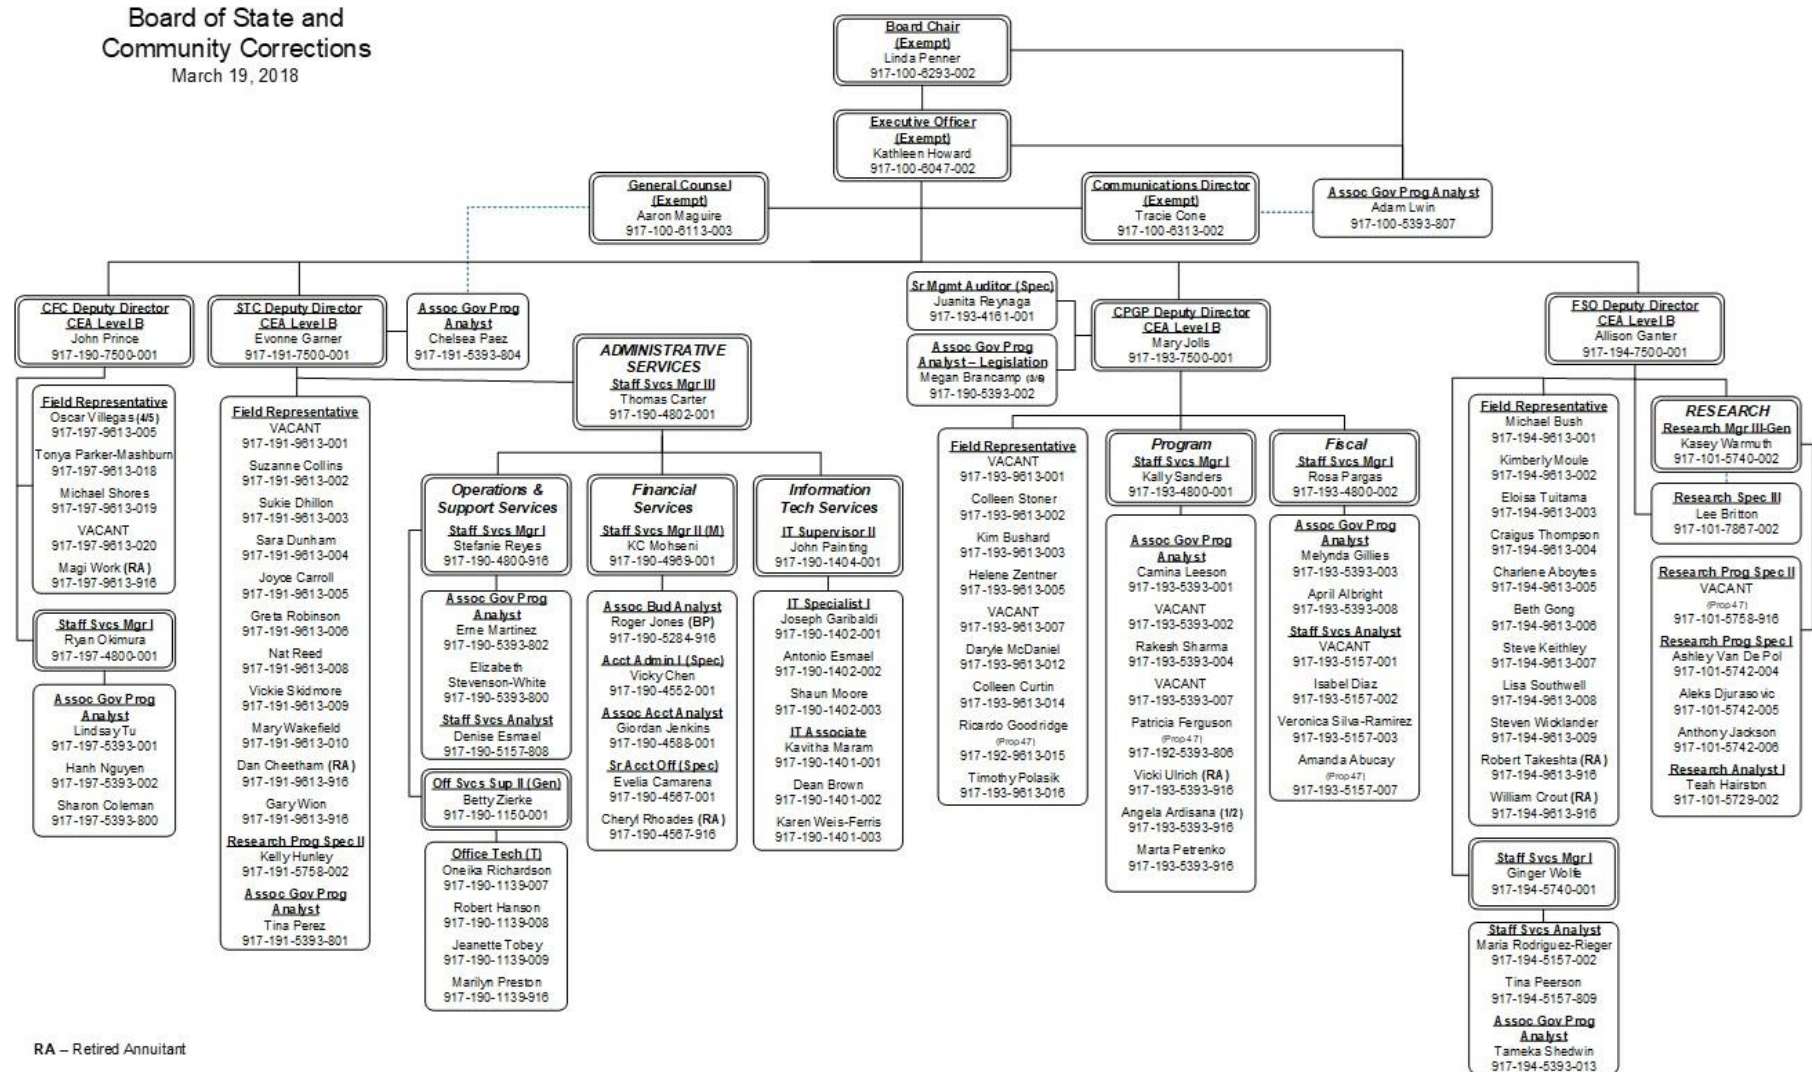 Board of State and
Community Corrections
March 19, 2018
Board Chair
(Exempt)
Linda Penner
917-100-6293-002
Executive Officer
(Exempt)
Kathleen Howard
917-100-6047-002
General Counsel
(Exempt)
Aaron Maguire
917-100-6113-003
Communications Director
(Exempt)
Tracie Cone
917-100-6313-002
Assoc Gov Prog Analyst
Adam Lwin
917-100-5393-807
CFC Deputy Director
CEA Level B
John Prince
917-190-7500-001
STC Deputy Director
CEA Level B
Evonne Garner
917-191-7500-001
Assoc Gov Prog
Analyst
Chelsea Paez
917-191-5393-804
Sr Mgmt Auditor (Spec)
Juanita Reynaga
917-193-4161-001
Assoc Gov Prog
Analyst – Legislation
Megan Brancamp (3/5)
917-190-5393-002
CPGP Deputy Director
CEA Level B
Mary Jolls
917-193-7500-001
FSO Deputy Director
CEA Level B
Allison Ganter
917-194-7500-001
Field Representative
Oscar Villegas (4/5)
917-197-9613-005
Tonya Parker-Mashburn
917-197-9613-018
Michael Shores
917-197-9613-019
VACANT
917-197-9613-020
Magi Work (RA)
917-197-9613-916
Staff Svcs Mgr I
Ryan Okimura
917-197-4800-001
Assoc Gov Prog
Analyst
Lindsay Tu
917-197-5393-001
Hanh Nguyen
917-197-5393-002
Sharon Coleman
917-197-5393-800
Field Representative
VACANT
917-191-9613-001
Suzanne Collins
917-191-9613-002
Sukie Dhillon
917-191-9613-003
Sara Dunham
917-191-9613-004
Joyce Carroll
917-191-9613-005
Greta Robinson
917-191-9613-006
Nat Reed
917-191-9613-008
Vickie Skidmore
917-191-9613-009
Mary Wakefield
917-191-9613-010
Dan Cheetham (RA)
917-191-9613-916
Gary Wion
917-191-9613-916
Research Prog Spec II
Kelly Hunley
917-191-5758-002
Assoc Gov Prog
Analyst
Tina Perez
917-191-5393-801
ADMINISTRATIVE
SERVICES
Staff Svcs Mgr III
Thomas Carter
917-190-4802-001
Operations &
Support Services
Staff Svcs Mgr I
Stefanie Reyes
917-190-4800-916
Assoc Gov Prog
Analyst
Erne Martinez
917-190-5393-802
Elizabeth
Stevenson-White
917-190-5393-800
Staff Svcs Analyst
Denise Esmael
917-190-5157-808
Off Svcs Sup II (Gen)
Betty Zierke
917-190-1150-001
Office Tech (T)
Oneika Richardson
917-190-1139-007
Robert Hanson
917-190-1139-008
Jeanette Tobey
917-190-1139-009
Marilyn Preston
917-190-1139-916
Financial
Services
Staff Svcs Mgr II (M)
KC Mohseni
917-190-4969-001
Assoc Bud Analyst
Roger Jones (BP)
917-190-5284-916
Acct Admin I (Spec)
Vicky Chen
917-190-4552-001
Assoc Acct Analyst
Giordan Jenkins
917-190-4588-001
Sr Acct Off (Spec)
Evelia Camarena
917-190-4567-001
Cheryl Rhoades (RA)
917-190-4567-916
Information
Tech Services
IT Supervisor II
John Painting
917-190-1404-001
IT Specialist I
Joseph Garibaldi
917-190-1402-001
Antonio Esmael
917-190-1402-002
Shaun Moore
917-190-1402-003
IT Associate
Kavitha Maram
917-190-1401-001
Dean Brown
917-190-1401-002
Karen Weis-Ferris
917-190-1401-003
Field Representative
VACANT
917-193-9613-001
Colleen Stoner
917-193-9613-002
Kim Bushard
917-193-9613-003
Helene Zentner
917-193-9613-005
VACANT
917-193-9613-007
Daryle McDaniel
917-193-9613-012
Colleen Curtin
917-193-9613-014
Ricardo Goodridge
(Prop 47)
917-192-9613-015
Timothy Polasik
917-193-9613-016
Program
Staff Svcs Mgr I
Kally Sanders
917-193-4800-001
Assoc Gov Prog
Analyst
Camina Leeson
917-193-5393-001
VACANT
917-193-5393-002
Rakesh Sharma
917-193-5393-004
VACANT
917-193-5393-007
Patricia Ferguson
(Prop 47)
917-192-5393-806
Vicki Ulrich (RA)
917-193-5393-916
Angela Ardisana (1/2)
917-193-5393-916
Marta Petrenko
917-193-5393-916
Fiscal
Staff Svcs Mgr I
Rosa Pargas
917-193-4800-002
Assoc Gov Prog
Analyst
Melynda Gillies
917-193-5393-003
April Albright
917-193-5393-008
Staff Svcs Analyst
VACANT
917-193-5157-001
Isabel Diaz
917-193-5157-002
Veronica Silva-Ramirez
917-193-5157-003
Amanda Abucay
(Prop 47)
917-193-5157-007
Field Representative
Michael Bush
917-194-9613-001
Kimberly Moule
917-194-9613-002
Eloisa Tuitama
917-194-9613-003
Craigus Thompson
917-194-9613-004
Charlene Aboytes
917-194-9613-005
Beth Gong
917-194-9613-006
Steve Keithley
917-194-9613-007
Lisa Southwell
917-194-9613-008
Steven Wicklander
917-194-9613-009
Robert Takeshta (RA)
917-194-9613-916
William Crout (RA)
917-194-9613-916
Staff Svcs Mgr I
Ginger Wolfe
917-194-5740-001
Staff Svcs Analyst
Maria Rodriguez-Rieger
917-194-5157-002
Tina Peerson
917-194-5157-809
Assoc Gov Prog
Analyst
Tameka Shedwin
917-194-5393-013
RESEARCH
Research Mgr III-Gen
Kasey Warmuth
917-101-5740-002
Research Spec III
Lee Britton
917-101-7867-002
Research Prog Spec II
VACANT
(Prop 47)
917-101-5758-916
Research Prog Spec I
Ashley Van De Pol
917-101-5742-004
Aleks Djurasovic
917-101-5742-005
Anthony Jackson
917-101-5742-006
Research Analyst I
Teah Hairston
917-101-5729-002
RA – Retired Annuitant